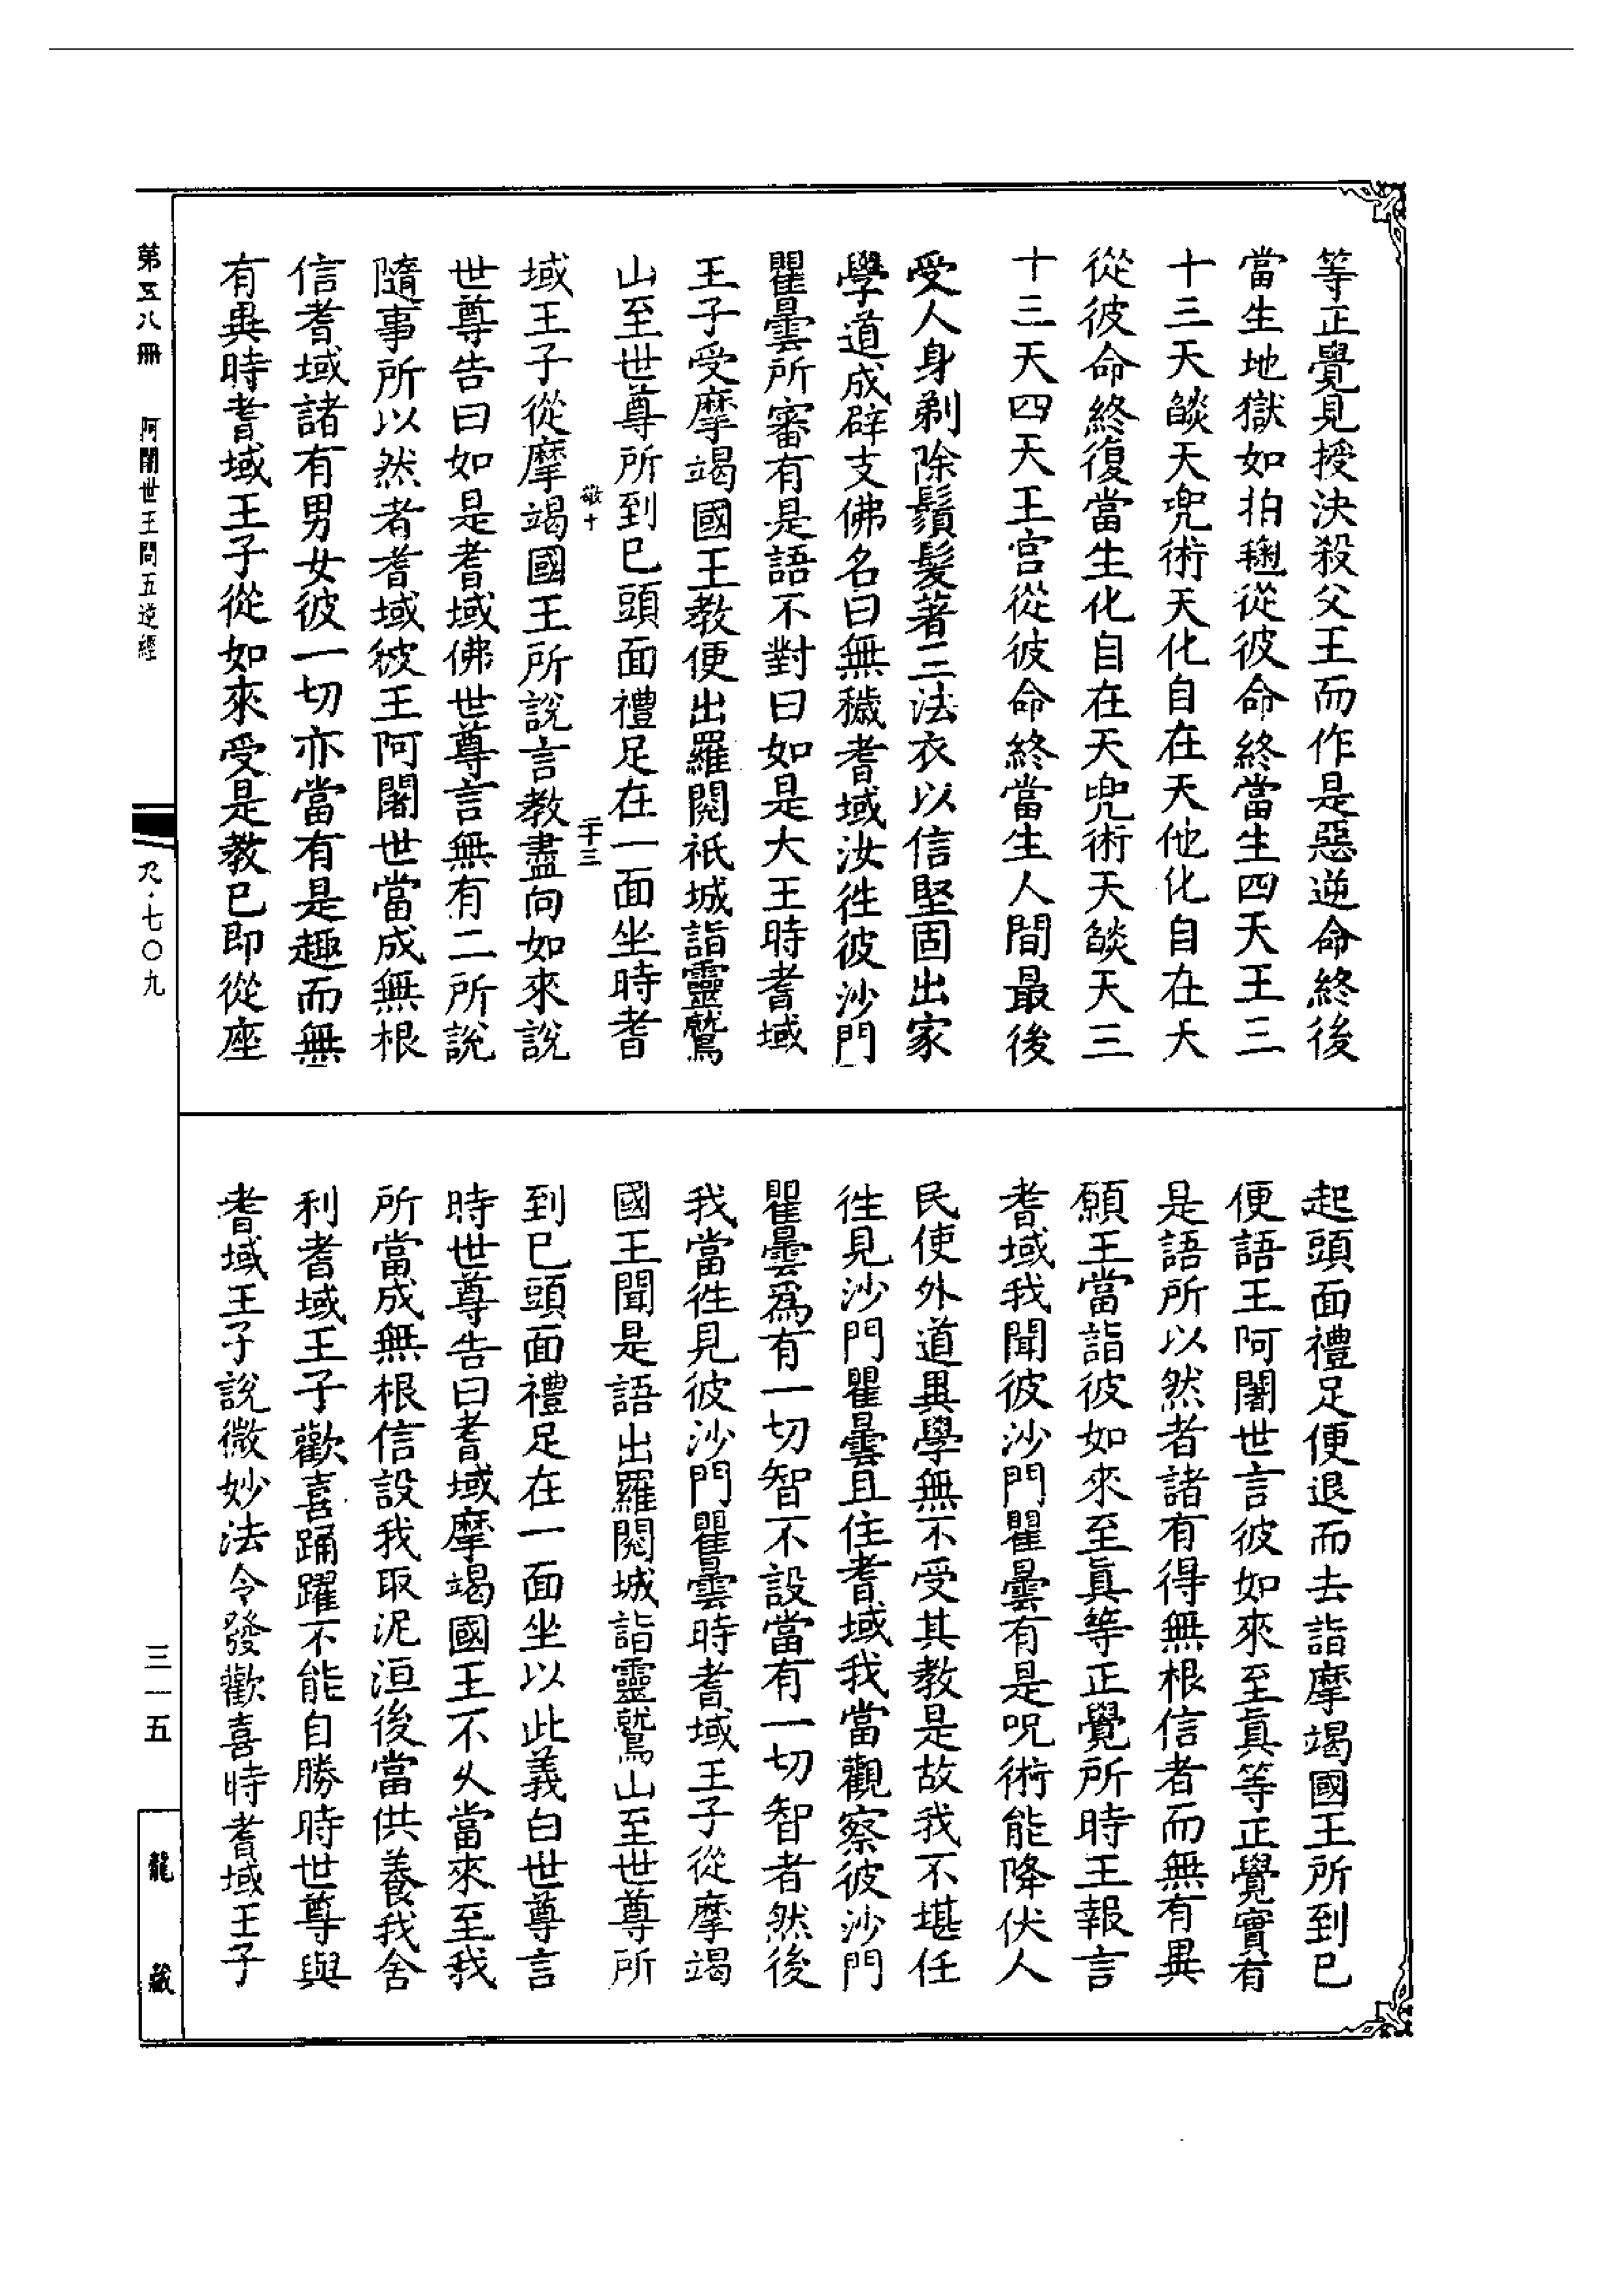 等正覺見授決殺父王而作是惡逆命終後
當生地獄如拍毱從彼命終當生四天王三
十三天燄天兜術天化自在天他化自在天
從彼命終復當生化自在天兜術天燄天三
十三天四天王宮從彼命終當生人間最後
受人身剃除鬚髮著三法衣以信堅固出家
學道成辟支佛名曰無穢耆域汝往彼沙門
瞿曇所審有是語不對曰如是大王時耆域
王子受摩竭國王教便出羅閱祇城詣靈鷲
山至世尊所到已頭面禮足在一面坐時耆
敬十 二十三
域王子從摩竭國王所說言教盡向如來說
世尊告曰如是耆域佛世尊言無有二所說
隨事所以然者耆域彼王阿闍世當成無根
信耆域諸有男女彼一切亦當有是趣而無
有異時耆域王子從如來受是教已即從座
起頭面禮足便退而去詣摩竭國王所到已
便語王阿闍世言彼如來至真等正覺實有
是語所以然者諸有得無根信者而無有異
願王當詣彼如來至真等正覺所時王報言
耆域我聞彼沙門瞿曇有是呪術能降伏人
民使外道異學無不受其教是故我不堪任
往見沙門瞿曇且住耆域我當觀察彼沙門
瞿曇為有一切智不設當有一切智者然後
我當往見彼沙門瞿曇時耆域王子從摩竭
國王聞是語出羅閱城詣靈鷲山至世尊所
到已頭面禮足在一面坐以此義白世尊言
時世尊告曰耆域摩竭國王不久當來至我
所當成無根信設我取泥洹後當供養我舍
利耆域王子歡喜踊躍不能自勝時世尊與
耆域王子說微妙法令發歡喜時耆域王子
第五八冊 阿闍世王問五逆經 尺·七〇九 三一五 龍藏